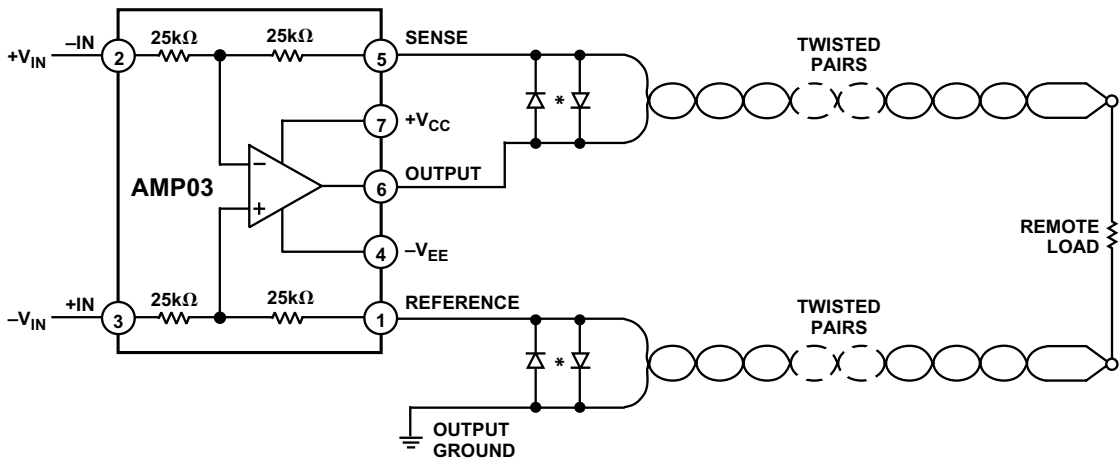 +V_IN
–IN
2
25kΩ
25kΩ
5
SENSE
TWISTED
PAIRS
*
7
+V_CC
AMP03
–
+
6
OUTPUT
4
–V_EE
REMOTE
LOAD
–V_IN
+IN
3
25kΩ
25kΩ
1
REFERENCE
TWISTED
PAIRS
*
OUTPUT
GROUND